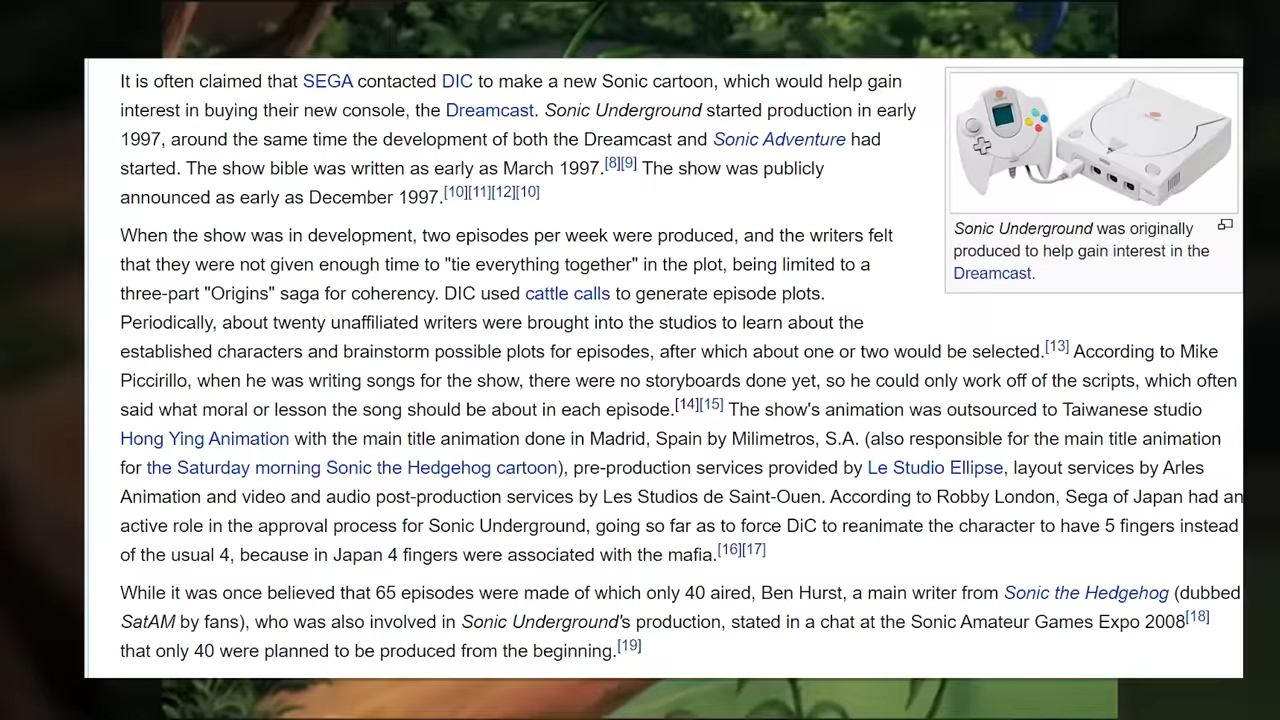 It is often claimed that SEGA contacted DIC to make a new Sonic cartoon, which would help gain
interest in buying their new console, the Dreamcast. Sonic Underground started production in early
1997, around the same time the development of both the Dreamcast and Sonic Adventure had
started. The show bible was written as early as March 1997.[8][9] The show was publicly
announced as early as December 1997.[10][11][12][10]
Sonic Underground was originally
produced to help gain interest in the
Dreamcast.
When the show was in development, two episodes per week were produced, and the writers felt
that they were not given enough time to "tie everything together" in the plot, being limited to a
three-part "Origins" saga for coherency. DIC used cattle calls to generate episode plots.
Periodically, about twenty unaffiliated writers were brought into the studios to learn about the
established characters and brainstorm possible plots for episodes, after which about one or two would be selected.[13] According to Mike
Piccirillo, when he was writing songs for the show, there were no storyboards done yet, so he could only work off of the scripts, which often
said what moral or lesson the song should be about in each episode.[14][15] The show's animation was outsourced to Taiwanese studio
Hong Ying Animation with the main title animation done in Madrid, Spain by Milimetros, S.A. (also responsible for the main title animation
for the Saturday morning Sonic the Hedgehog cartoon), pre-production services provided by Le Studio Ellipse, layout services by Arles
Animation and video and audio post-production services by Les Studios de Saint-Ouen. According to Robby London, Sega of Japan had an
active role in the approval process for Sonic Underground, going so far as to force DiC to reanimate the character to have 5 fingers instead
of the usual 4, because in Japan 4 fingers were associated with the mafia.[16][17]
While it was once believed that 65 episodes were made of which only 40 aired, Ben Hurst, a main writer from Sonic the Hedgehog (dubbed
SatAM by fans), who was also involved in Sonic Underground's production, stated in a chat at the Sonic Amateur Games Expo 2008[18]
that only 40 were planned to be produced from the beginning.[19]